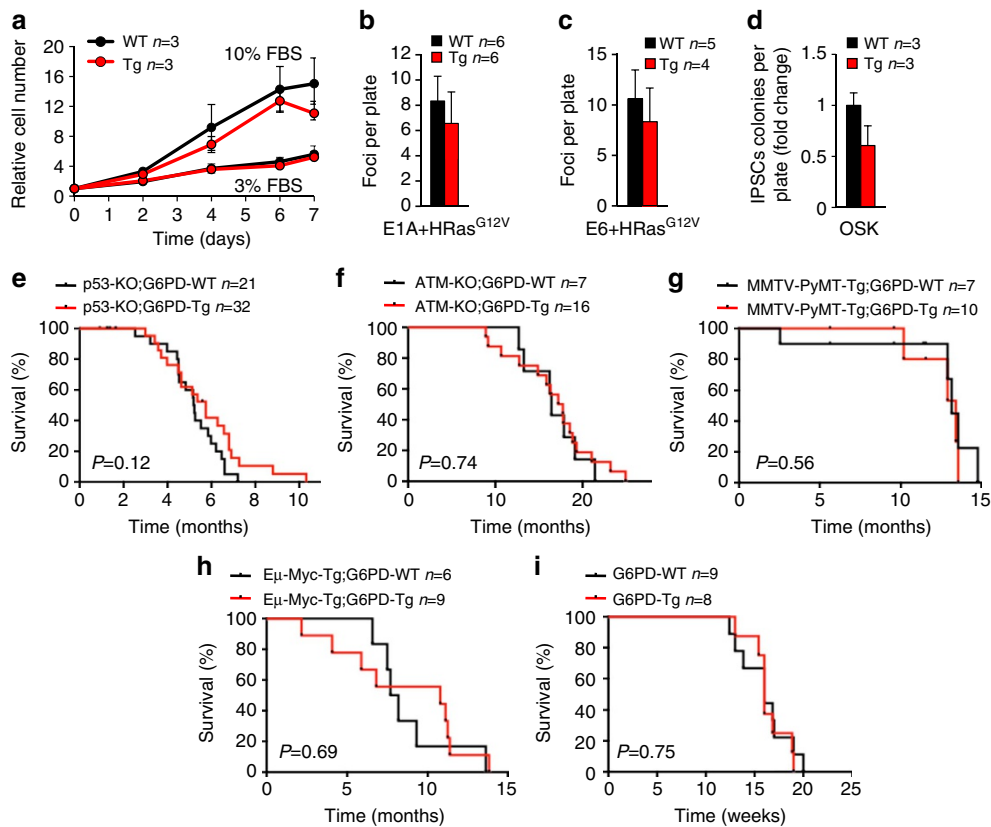 a
WT n=3
Tg n=3
10% FBS
3% FBS
Relative cell number
20
16
12
8
4
0
0 1 2 3 4 5 6 7
Time (days)
b
WT n=6
Tg n=6
Foci per plate
12
10
8
6
4
2
0
E1A+HRasG12V
c
WT n=5
Tg n=4
Foci per plate
15
10
5
0
E6+HRasG12V
d
WT n=3
Tg n=3
IPSCs colonies per
plate (fold change)
1.5
1
0.5
0
OSK
e
p53-KO;G6PD-WT n=21
p53-KO;G6PD-Tg n=32
Survival (%)
100
80
60
40
20
0
P=0.12
0 2 4 6 8 10
Time (months)
f
ATM-KO;G6PD-WT n=7
ATM-KO;G6PD-Tg n=16
Survival (%)
100
80
60
40
20
0
P=0.74
0 10 20
Time (months)
g
MMTV-PyMT-Tg;G6PD-WT n=7
MMTV-PyMT-Tg;G6PD-Tg n=10
Survival (%)
100
80
60
40
20
0
P=0.56
0 5 10 15
Time (months)
h
Eμ-Myc-Tg;G6PD-WT n=6
Eμ-Myc-Tg;G6PD-Tg n=9
Survival (%)
100
80
60
40
20
0
P=0.69
0 5 10 15
Time (months)
i
G6PD-WT n=9
G6PD-Tg n=8
Survival (%)
100
80
60
40
20
0
P=0.75
0 5 10 15 20 25
Time (weeks)